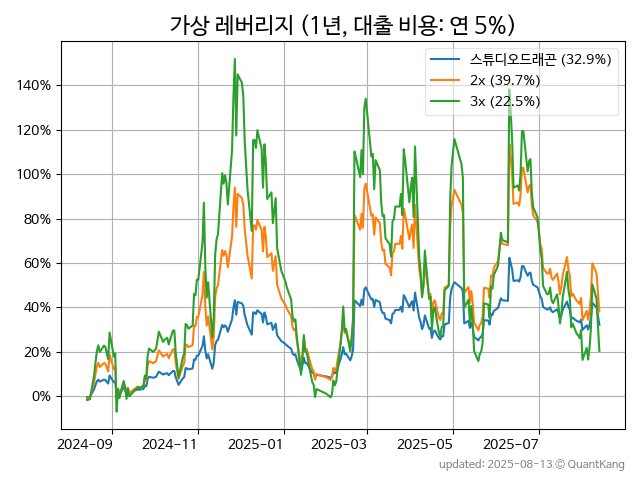 가상 레버리지 (1년, 대출 비용: 연 5%)
스튜디오드래곤 (32.9%)
2x (39.7%)
3x (22.5%)
140%
120%
100%
80%
60%
40%
20%
0%
2024-09
2024-11
2025-01
2025-03
2025-05
2025-07
updated: 2025-08-13 © QuantKang